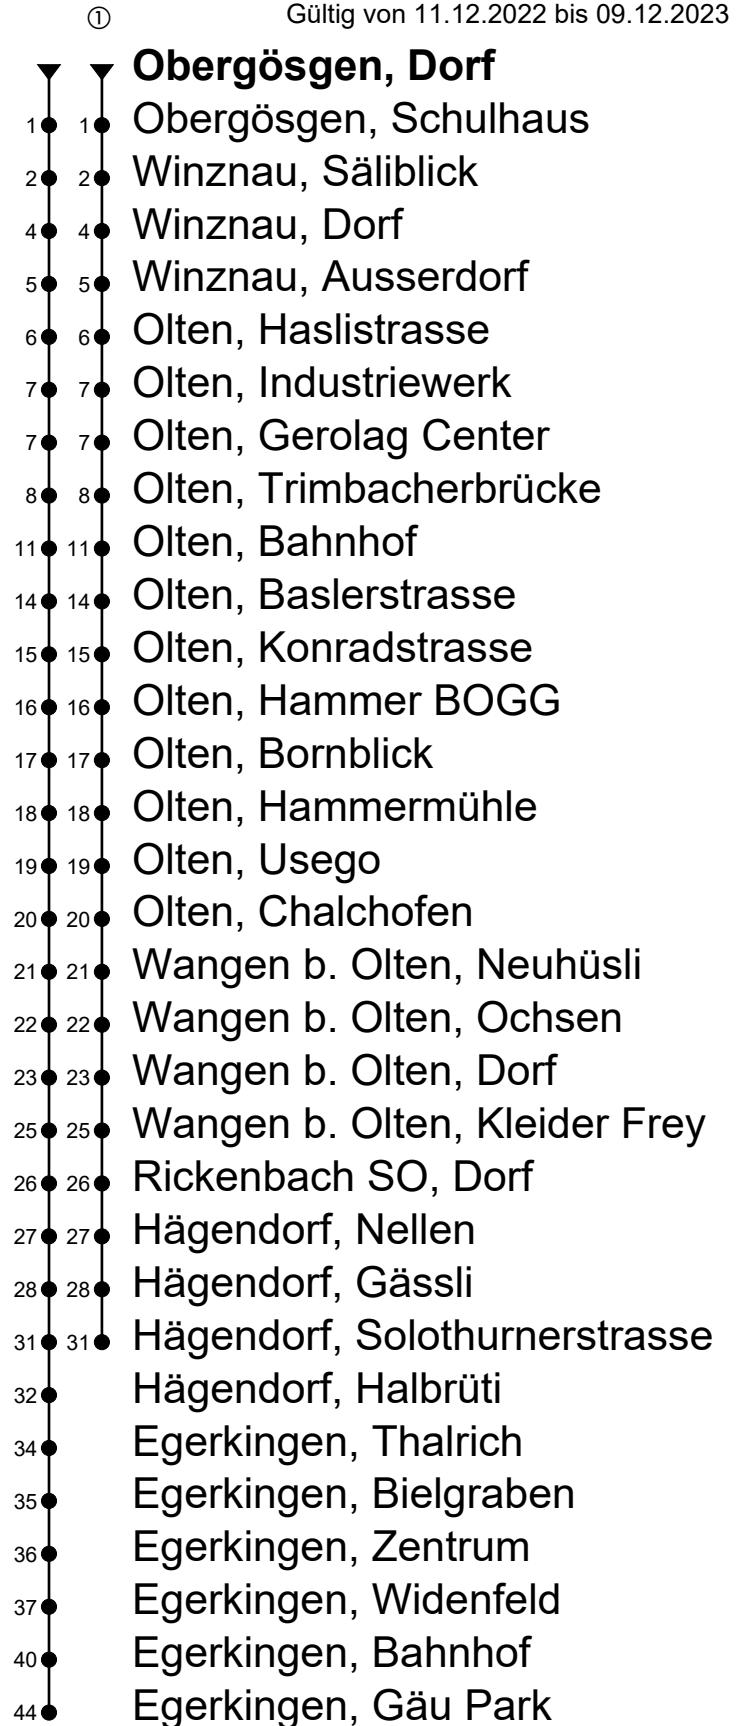 ① Gültig von 11.12.2022 bis 09.12.2023
Obergösgen, Dorf
1 1 Obergösgen, Schulhaus
2 2 Winznau, Säliblick
4 4 Winznau, Dorf
5 5 Winznau, Ausserdorf
6 6 Olten, Haslistrasse
7 7 Olten, Industriewerk
7 7 Olten, Gerolag Center
8 8 Olten, Trimbacherbrücke
11 11 Olten, Bahnhof
14 14 Olten, Baslerstrasse
15 15 Olten, Konradstrasse
16 16 Olten, Hammer BOGG
17 17 Olten, Bornblick
18 18 Olten, Hammermühle
19 19 Olten, Usego
20 20 Olten, Chalchofen
21 21 Wangen b. Olten, Neuhüsli
22 22 Wangen b. Olten, Ochsen
23 23 Wangen b. Olten, Dorf
25 25 Wangen b. Olten, Kleider Frey
26 26 Rickenbach SO, Dorf
27 27 Hägendorf, Nellen
28 28 Hägendorf, Gässli
31 31 Hägendorf, Solothurnerstrasse
32 Hägendorf, Halbrüti
34 Egerkingen, Thalrich
35 Egerkingen, Bielgraben
36 Egerkingen, Zentrum
37 Egerkingen, Widenfeld
40 Egerkingen, Bahnhof
44 Egerkingen, Gäu Park